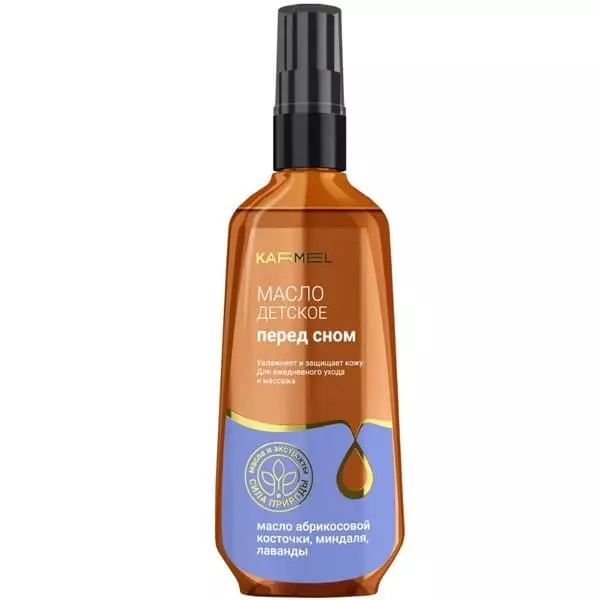 KARMEL
МАСЛО
ДЕТСКОЕ
перед сном
Увлажняет и защищает кожу
Для ежедневного ухода
и массажа
масла и экстракты
СИЛА ПРИРОДЫ
масло абрикосовой
косточки, миндаля,
лаванды